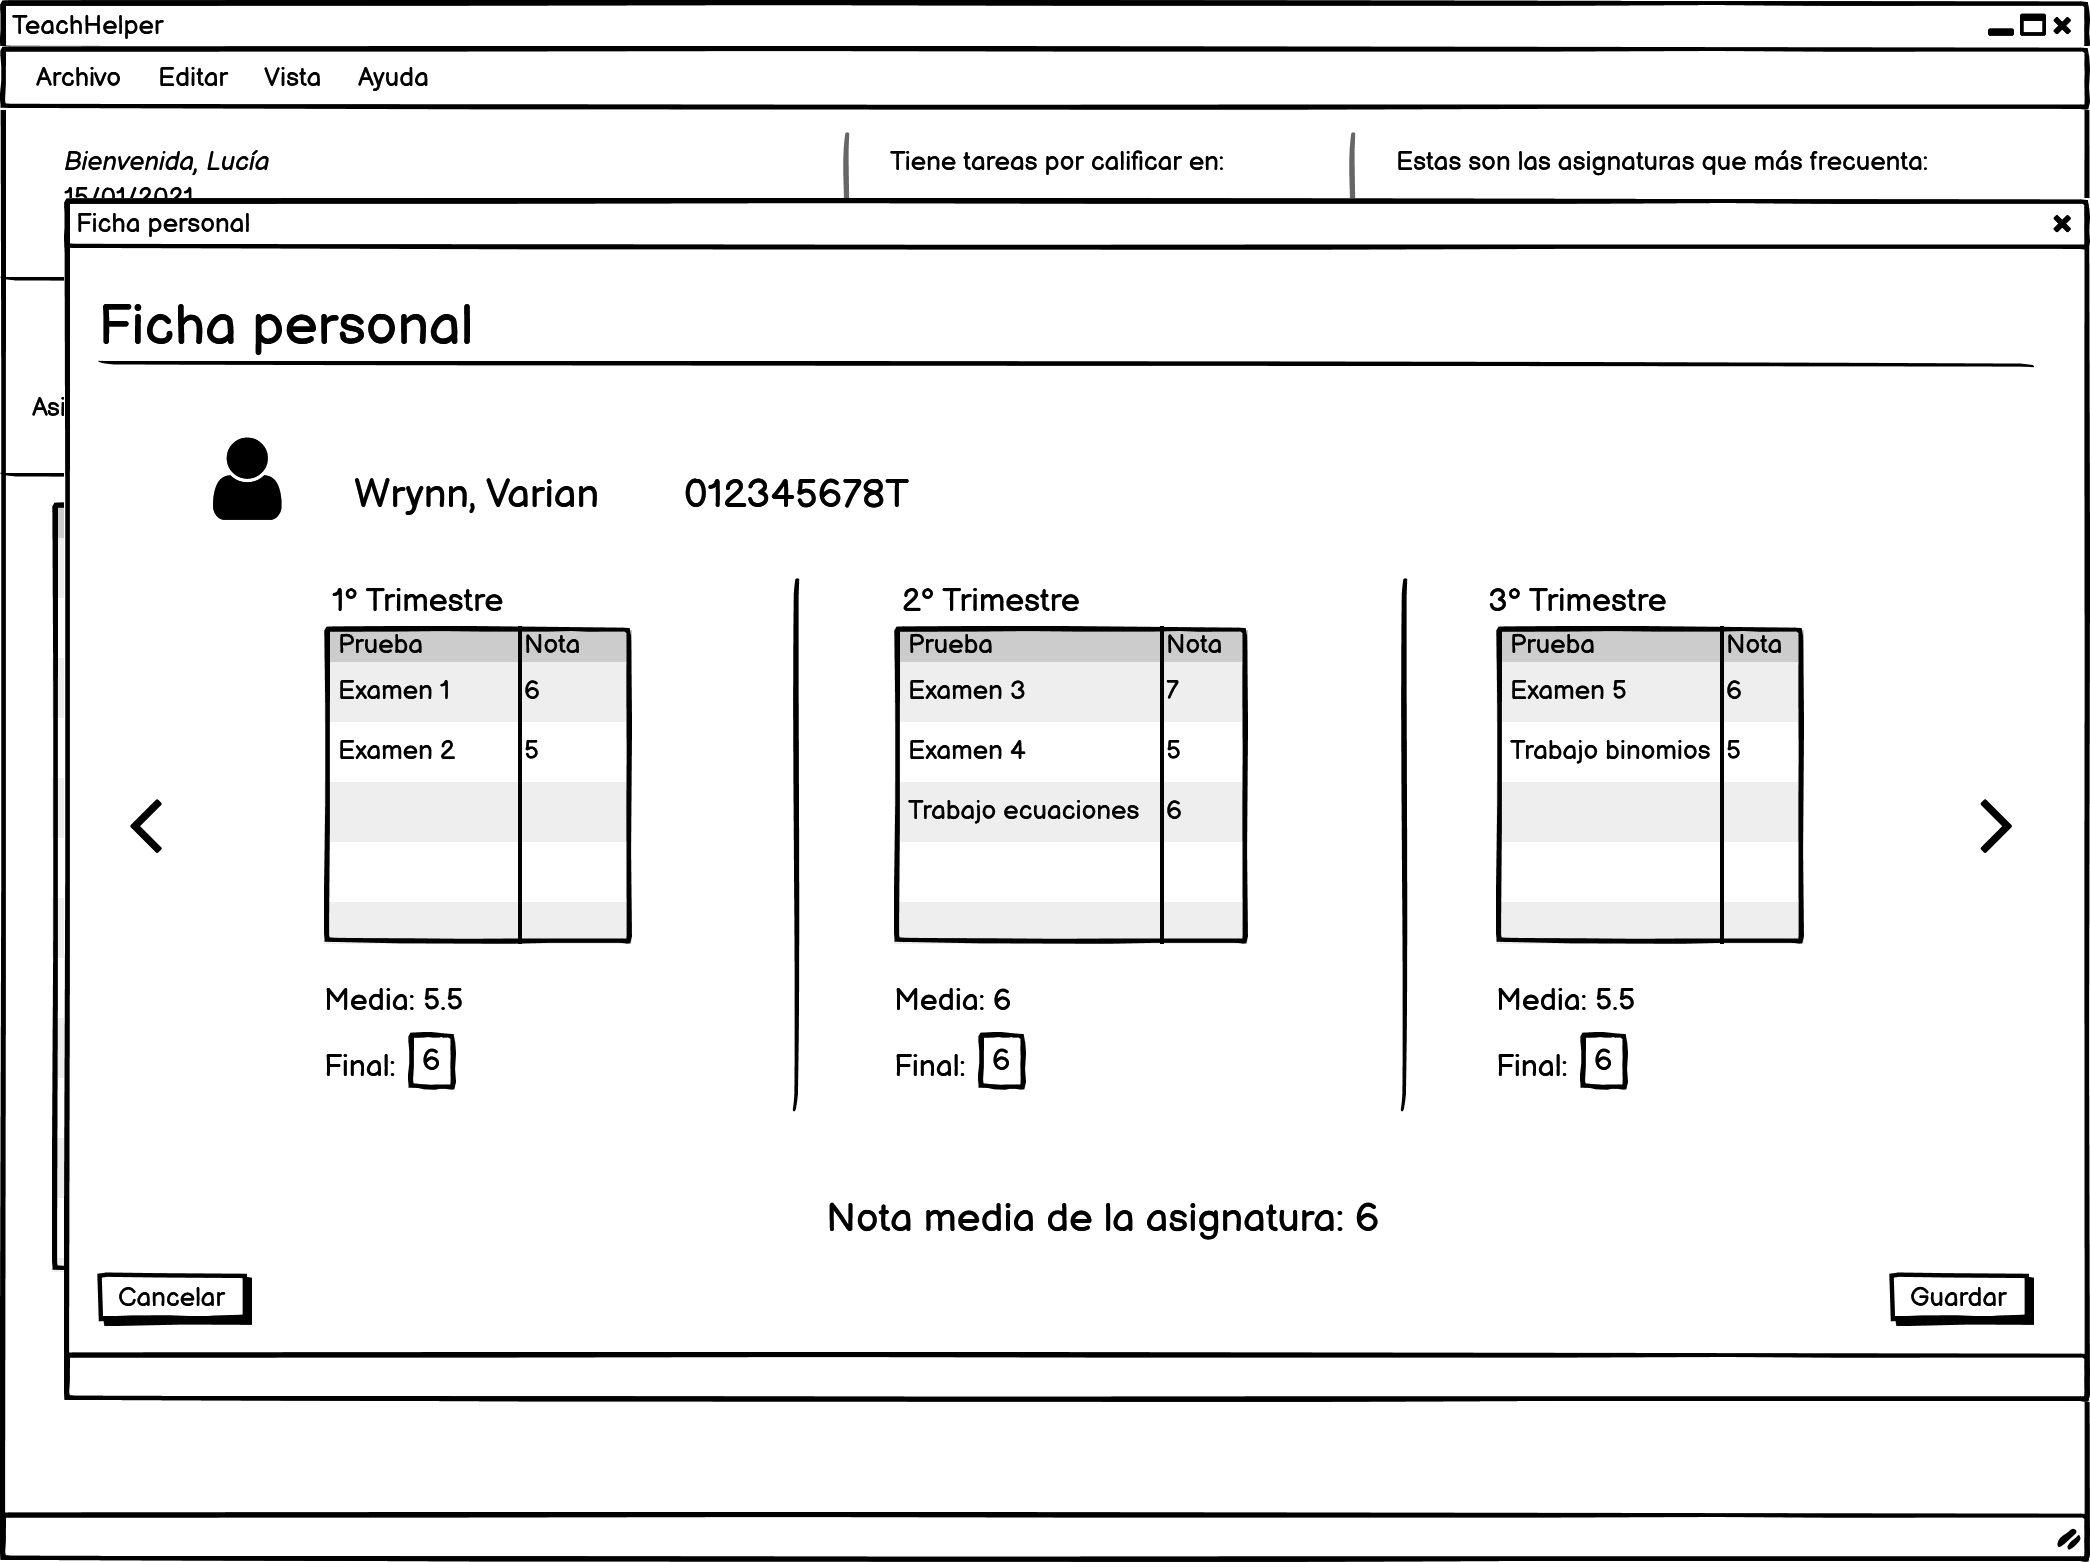 TeachHelper
Archivo Editar Vista Ayuda
Bienvenida, Lucía
15/01/2021
Tiene tareas por calificar en:
Estas son las asignaturas que más frecuenta:
Ficha personal
Ficha personal
Asi
Wrynn, Varian 012345678T
1º Trimestre
Prueba Nota
Examen 1 6
Examen 2 5
Media: 5.5
Final: 6
2º Trimestre
Prueba Nota
Examen 3 7
Examen 4 5
Trabajo ecuaciones 6
Media: 6
Final: 6
3º Trimestre
Prueba Nota
Examen 5 6
Trabajo binomios 5
Media: 5.5
Final: 6
Nota media de la asignatura: 6
Cancelar
Guardar